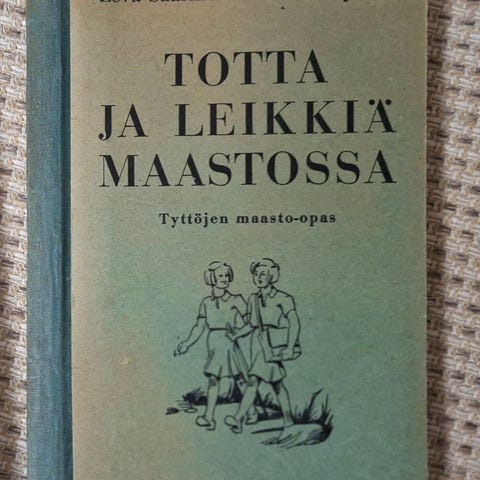 TOTTA
JA LEIKKIÄ
MAASTOSSA
Tyttöjen maasto-opas